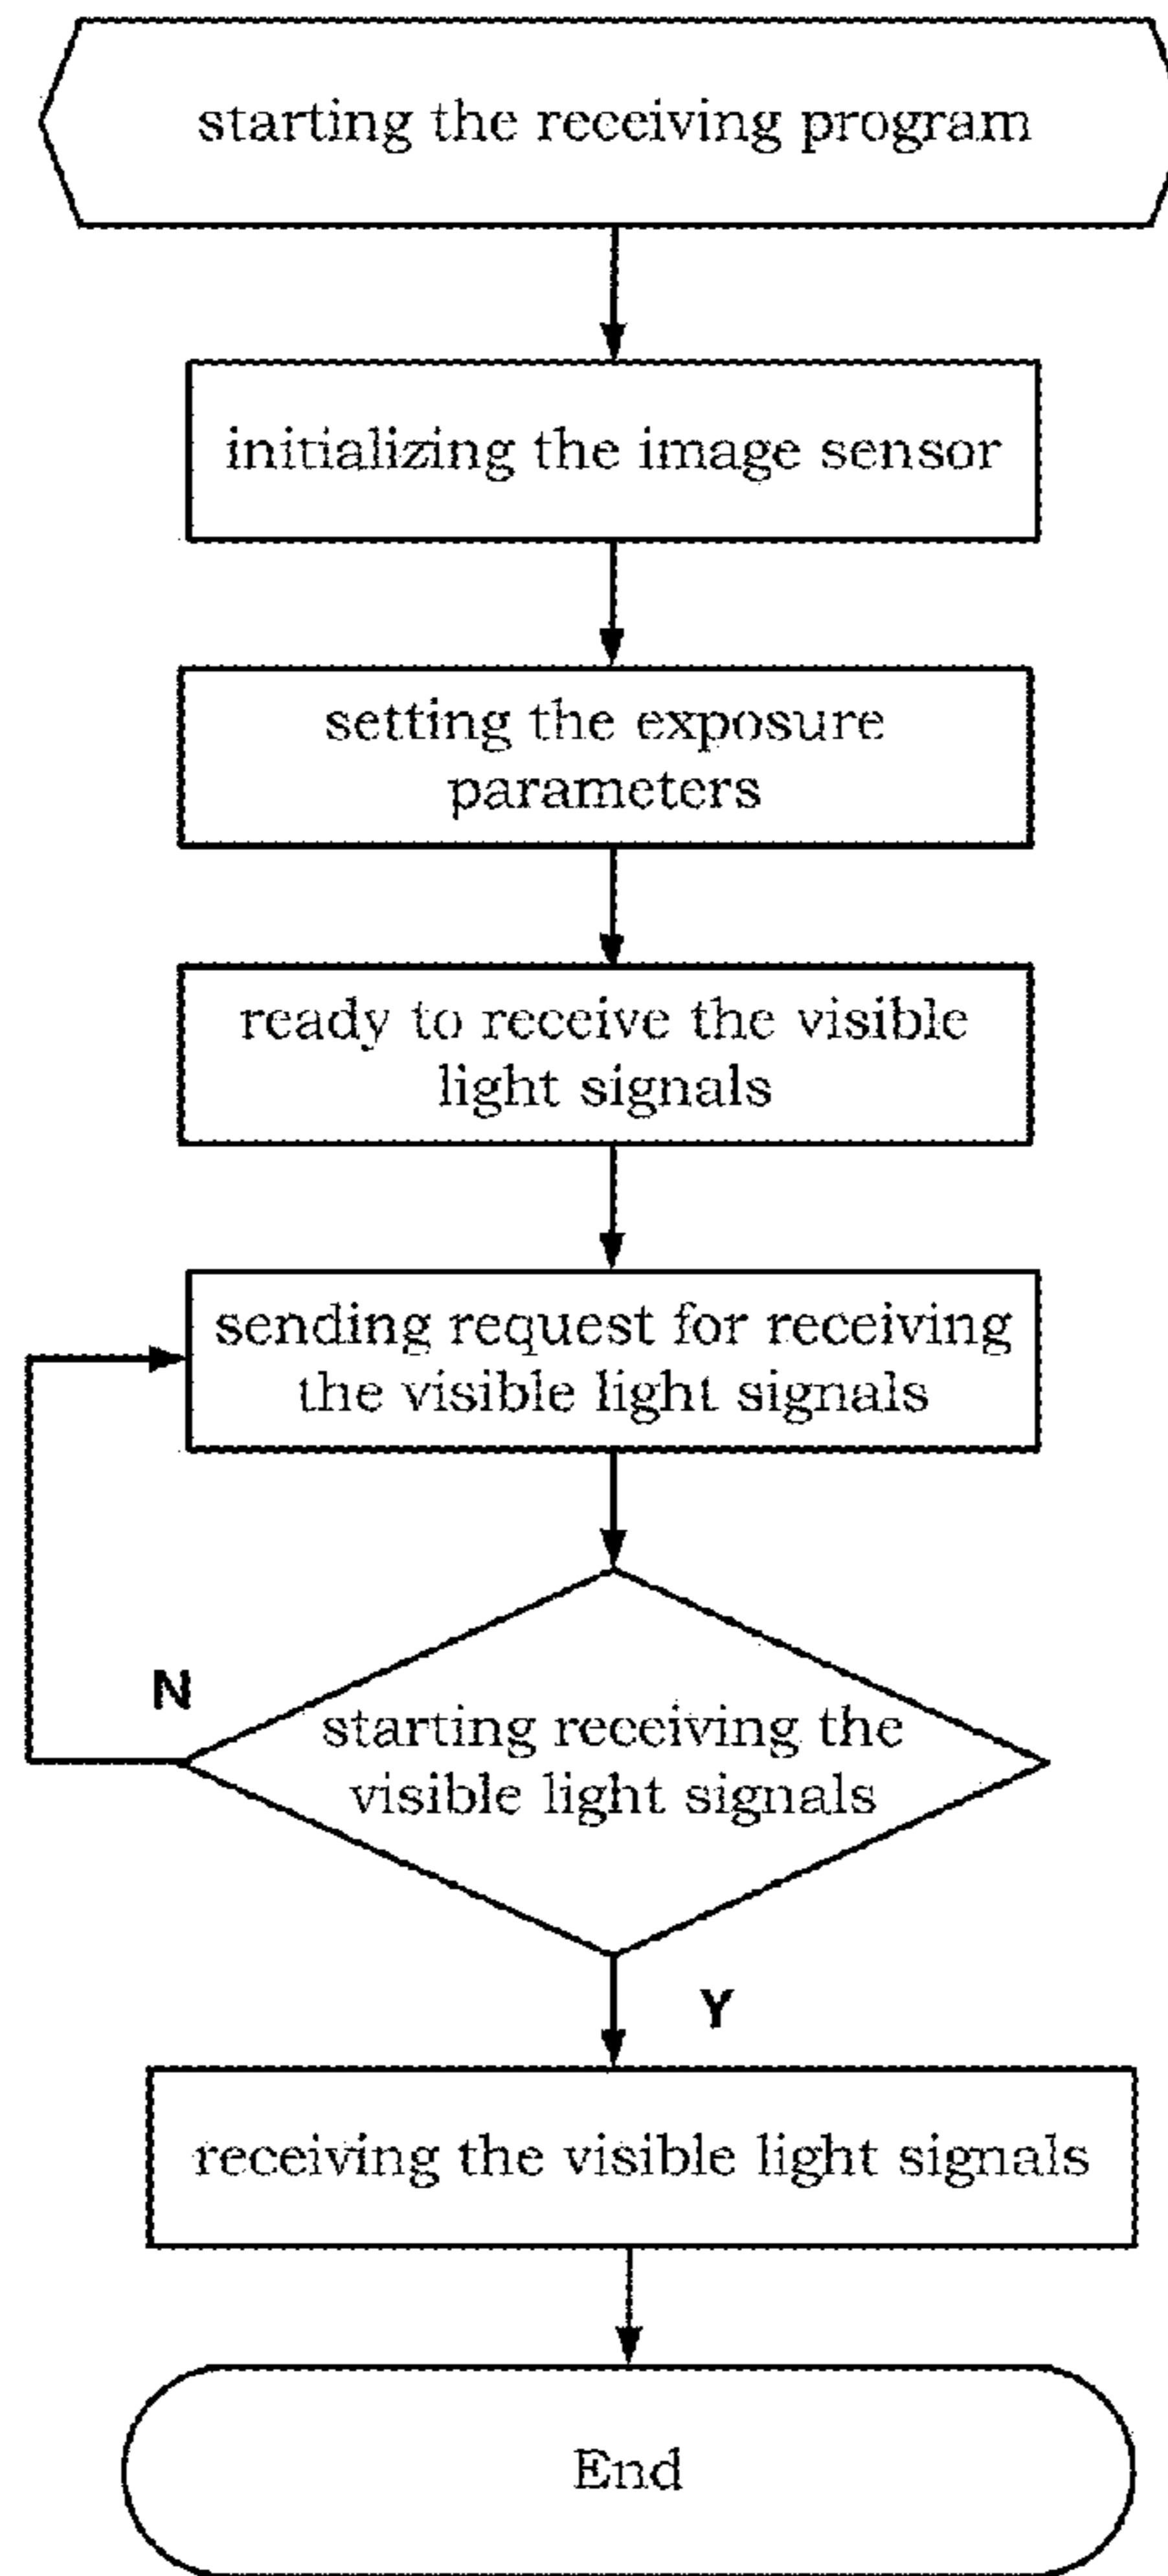 starting the receiving program
initializing the image sensor
setting the exposure
parameters
ready to receive the visible
light signals
sending request for receiving
the visible light signals
N
starting receiving the
visible light signals
Y
receiving the visible light signals
End